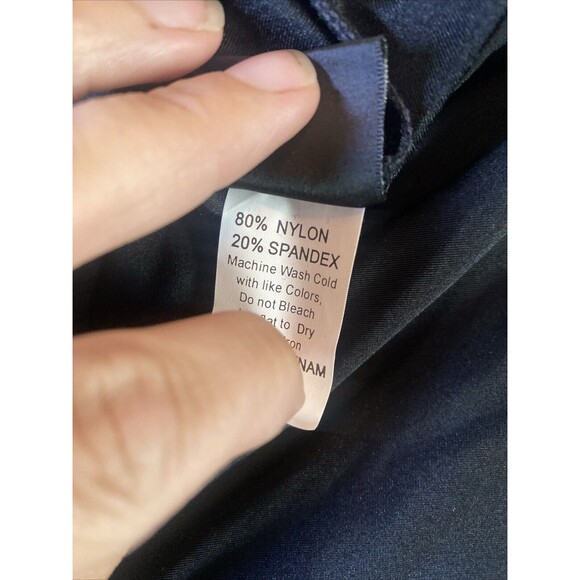 80% NYLON
20% SPANDEX
Machine Wash Cold
with like Colors,
Do not Bleach
to Dry